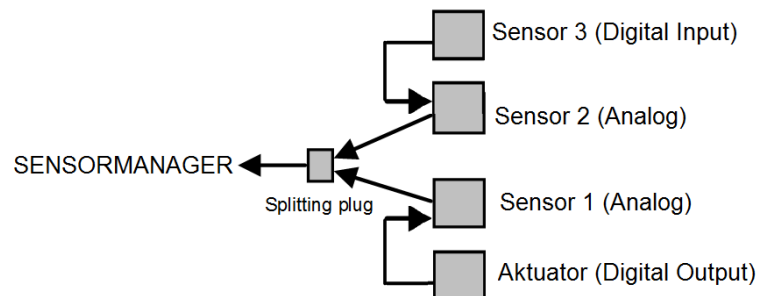 Sensor 3 (Digital Input)
Sensor 2 (Analog)
SENSORMANAGER
Splitting plug
Sensor 1 (Analog)
Aktuator (Digital Output)